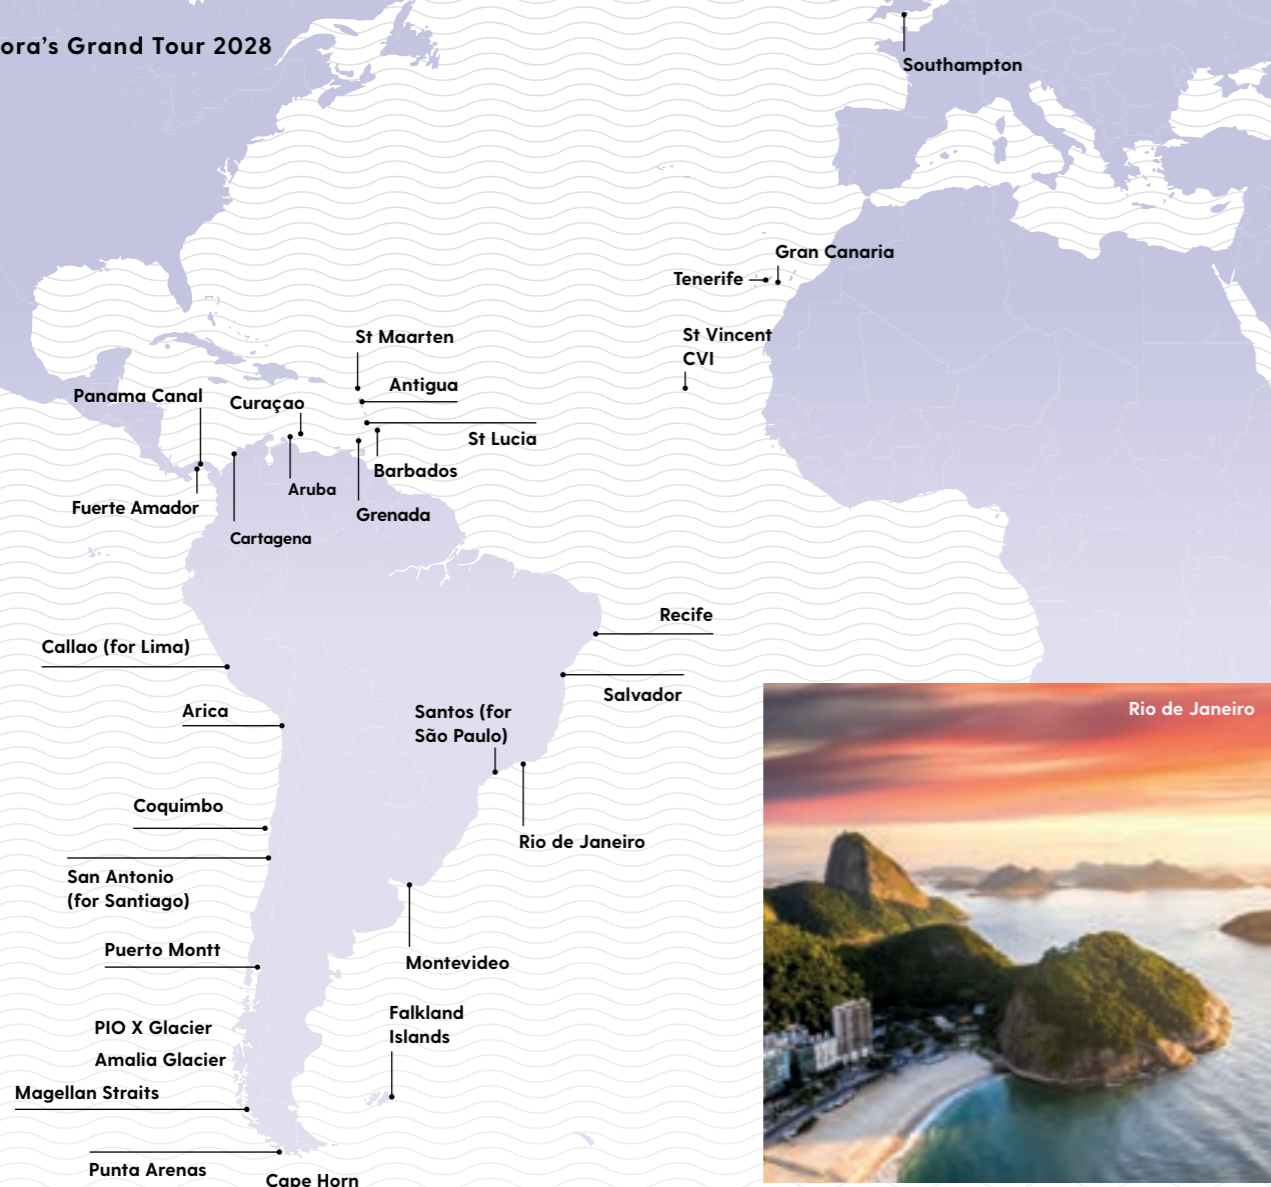 ora's Grand Tour 2028
Southampton
Gran Canaria
Tenerife
St Vincent
CVI
St Maarten
Antigua
Panama Canal
Curaçao
St Lucia
Barbados
Aruba
Fuerte Amador
Grenada
Cartagena
Recife
Callao (for Lima)
Salvador
Arica
Santos (for
São Paulo)
Rio de Janeiro
Coquimbo
Rio de Janeiro
San Antonio
(for Santiago)
Puerto Montt
Montevideo
Falkland
Islands
PIO X Glacier
Amalia Glacier
Magellan Straits
Punta Arenas
Cape Horn